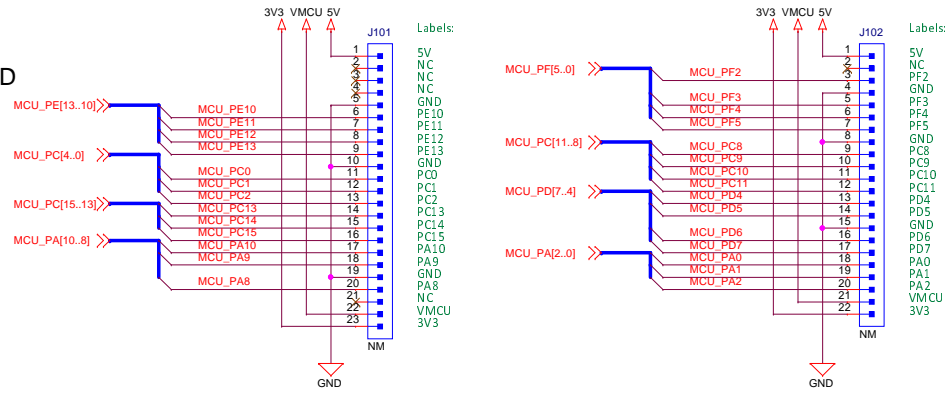 3V3 VMCU 5V
J101
Labels:
D
1 5V
2 NC
3 NC
4 NC
5 GND
MCU_PE[13..10]
MCU_PE10 6 PE10
MCU_PE11 7 PE11
MCU_PE12 8 PE12
MCU_PE13 9 PE13
MCU_PC[4..0]
10 GND
MCU_PC0 11 PC0
MCU_PC1 12 PC1
MCU_PC2 13 PC2
MCU_PC[15..13]
MCU_PC13 14 PC13
MCU_PC14 15 PC14
MCU_PC15 16 PC15
MCU_PA[10..8]
MCU_PA10 17 PA10
MCU_PA9 18 PA9
19 GND
MCU_PA8 20 PA8
21 NC
22 VMCU
23 3V3
NM
GND
3V3 VMCU 5V
J102
Labels:
1 5V
2 NC
MCU_PF[5..0]
MCU_PF2 3 PF2
4 GND
MCU_PF3 5 PF3
MCU_PF4 6 PF4
MCU_PF5 7 PF5
MCU_PC[11..8]
8 GND
MCU_PC8 9 PC8
MCU_PC9 10 PC9
MCU_PC10 11 PC10
MCU_PC11 12 PC11
MCU_PD[7..4]
MCU_PD4 13 PD4
MCU_PD5 14 PD5
15 GND
MCU_PD6 16 PD6
MCU_PD7 17 PD7
MCU_PA[2..0]
MCU_PA0 18 PA0
MCU_PA1 19 PA1
MCU_PA2 20 PA2
21 VMCU
22 3V3
NM
GND